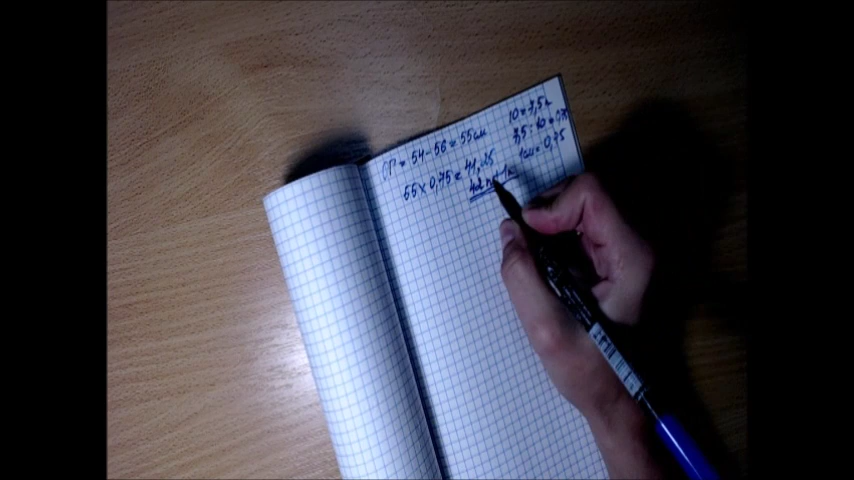 ОГ = 54-56 = 55см
55 х 0,75 = 41,25
10 = 7,5п
7,5 : 10 = 0,75
1см = 0,75